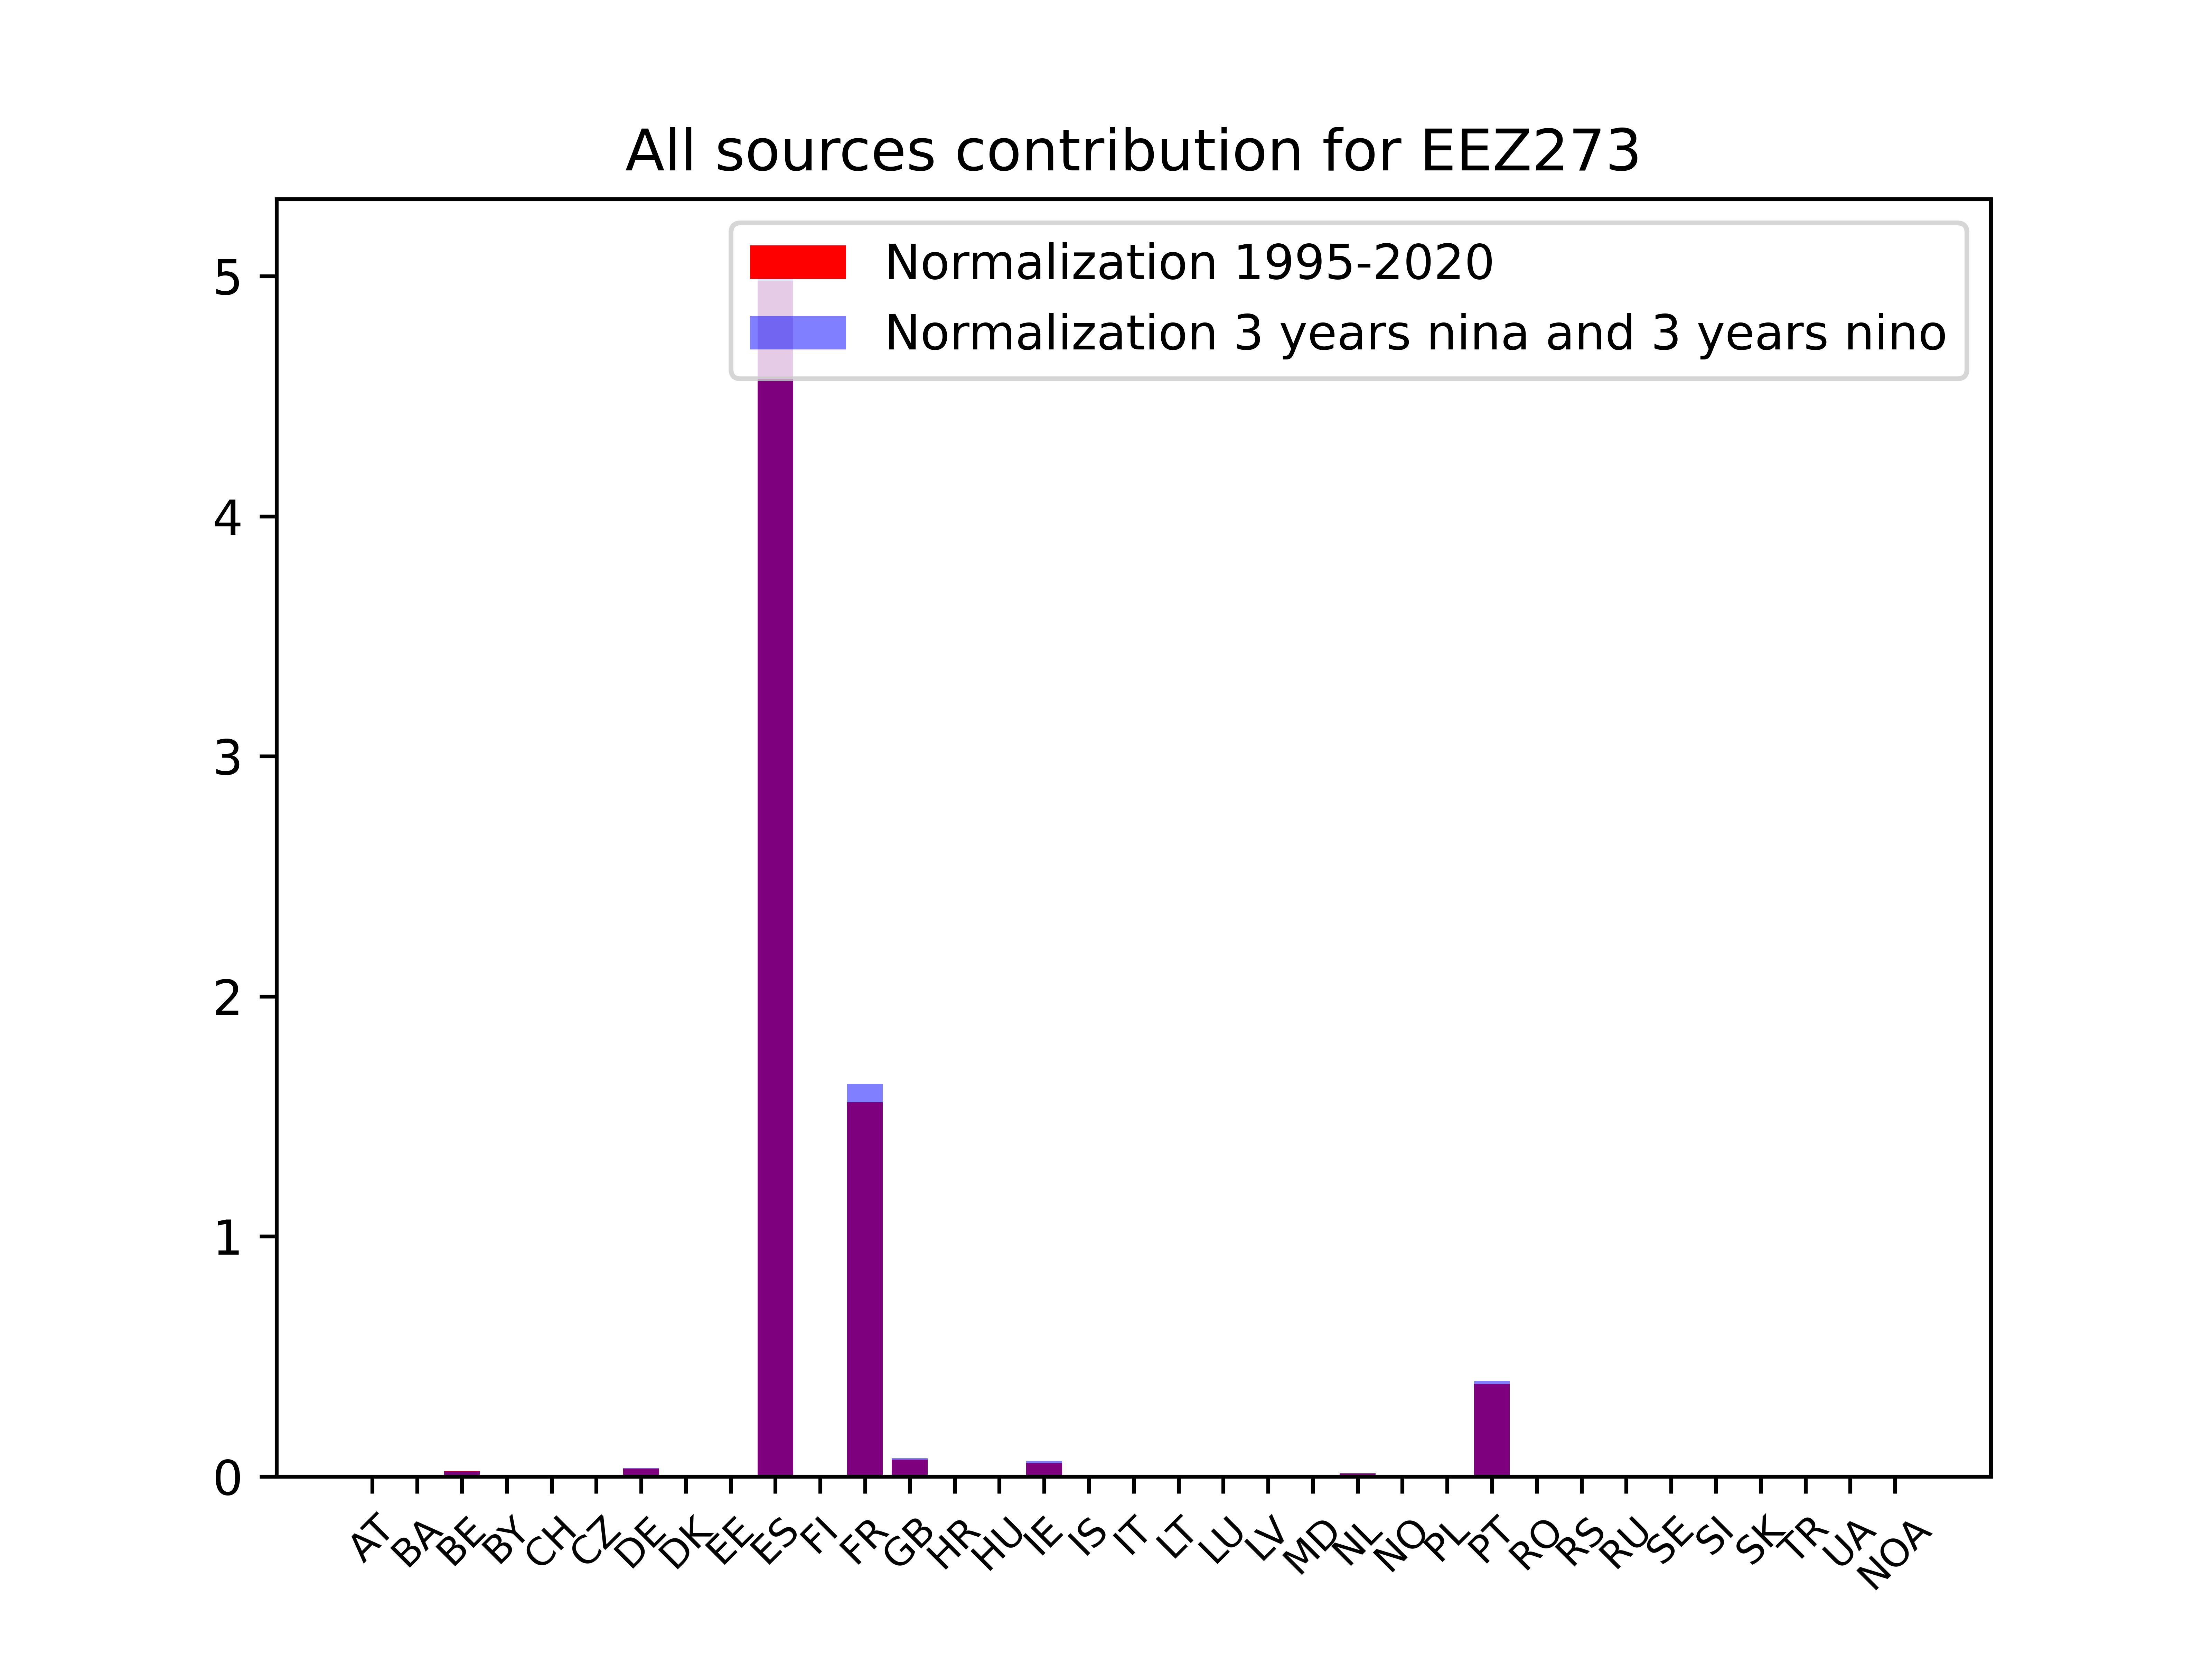 All sources contribution for EEZ273
Normalization 1995-2020
Normalization 3 years nina and 3 years nino
5
4
3
2
1
0
AT BA BE BY CH CZ DE DK EE ES FI FR GB HR HU IE IS IT LT LU LV MD NL NO PL PT RO RS RU SE SI SK TR UA NOA